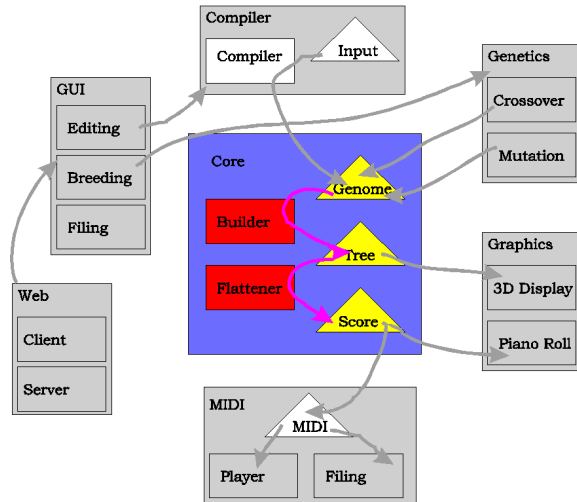 Compiler
Compiler
Input
GUI
Editing
Breeding
Filing
Genetics
Crossover
Mutation
Core
Genome
Builder
Tree
Flattener
Score
Graphics
3D Display
Piano Roll
Web
Client
Server
MIDI
MIDI
Player
Filing